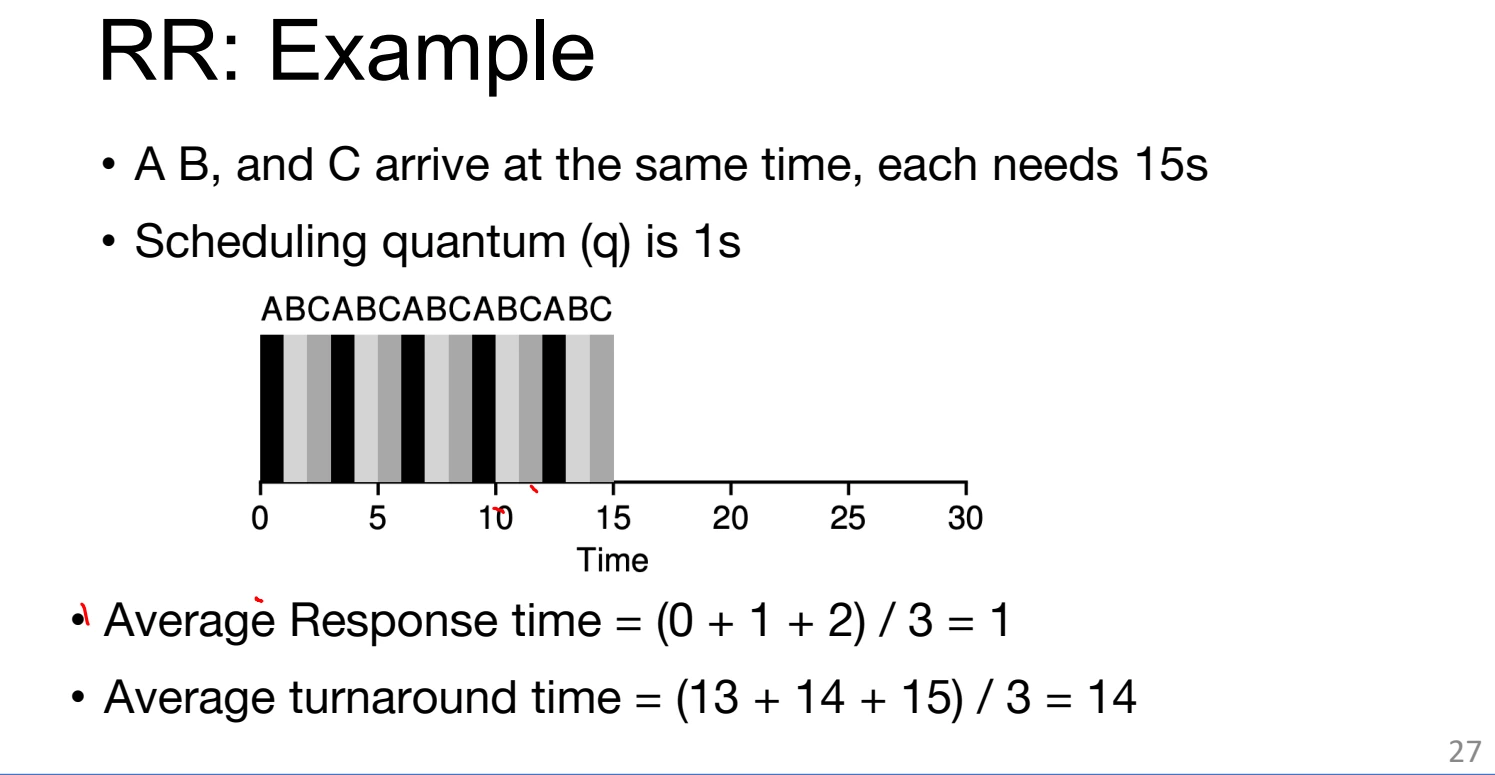 RR: Example
• A B, and C arrive at the same time, each needs 15s
• Scheduling quantum (q) is 1s
ABCABCABCABCABC
0 5 10 15 20 25 30
Time
• Average Response time = (0 + 1 + 2) / 3 = 1
• Average turnaround time = (13 + 14 + 15) / 3 = 14
27